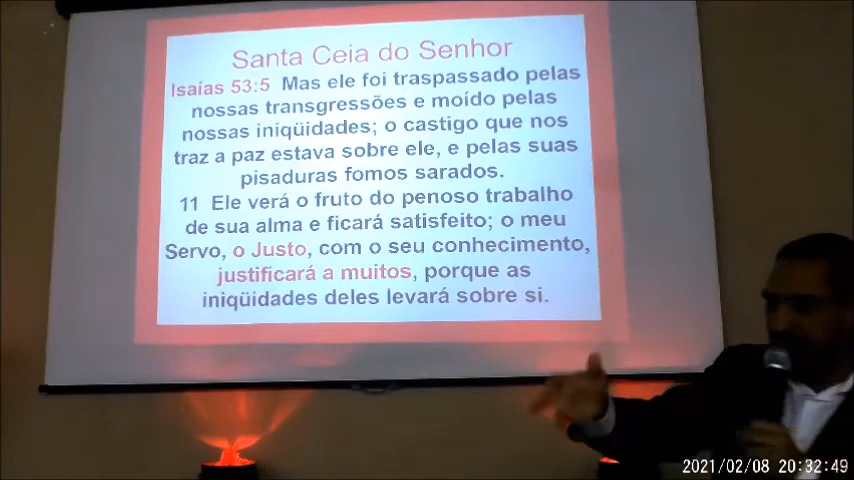 Santa Ceia do Senhor
Isaías 53:5 Mas ele foi traspassado pelas
nossas transgressões e moído pelas
nossas iniqüidades; o castigo que nos
traz a paz estava sobre ele, e pelas suas
pisaduras fomos sarados.
11 Ele verá o fruto do penoso trabalho
de sua alma e ficará satisfeito; o meu
Servo, o Justo, com o seu conhecimento,
justificará a muitos, porque as
iniqüidades deles levará sobre si.
2021/02/08 20:32:49